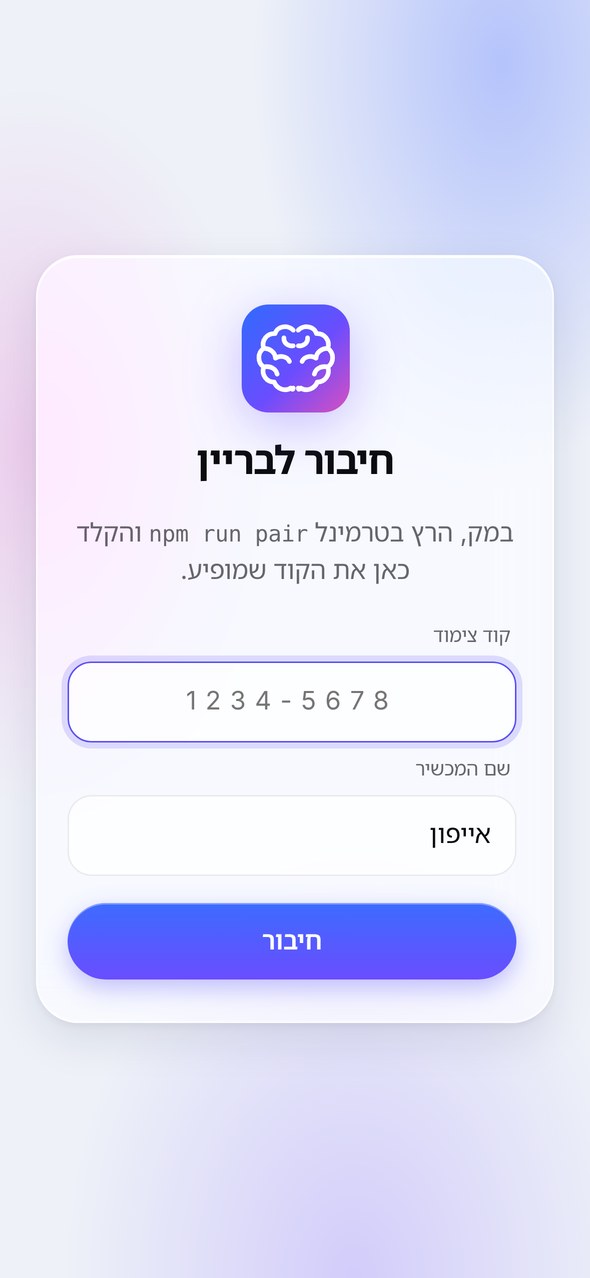 חיבור לבריין
במק, הרץ בטרמינל npm run pair והקלד
כאן את הקוד שמופיע.
קוד צימוד
1234-5678
שם המכשיר
אייפון
חיבור